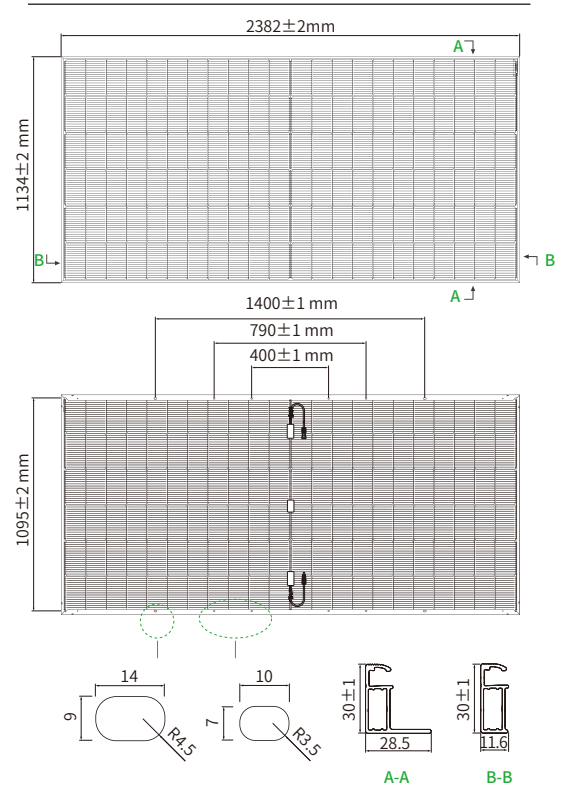 2382±2mm
A
1134±2 mm
B
B
A
1400±1 mm
790±1 mm
400±1 mm
1095±2 mm
14
9
R4.5
10
7
R3.5
30±1
28.5
A-A
30±1
11.6
B-B